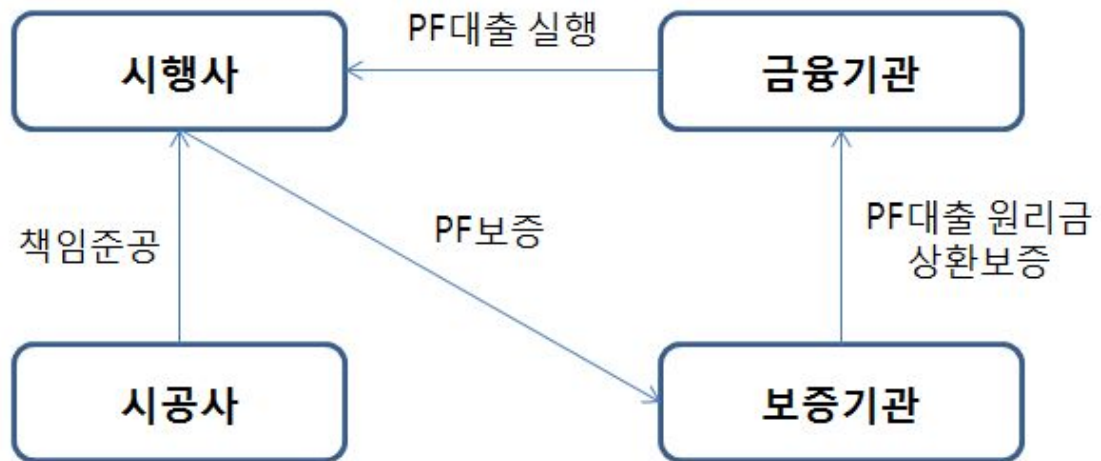 PF대출 실행
시행사
금융기관
책임준공
PF보증
PF대출 원리금
상환보증
시공사
보증기관